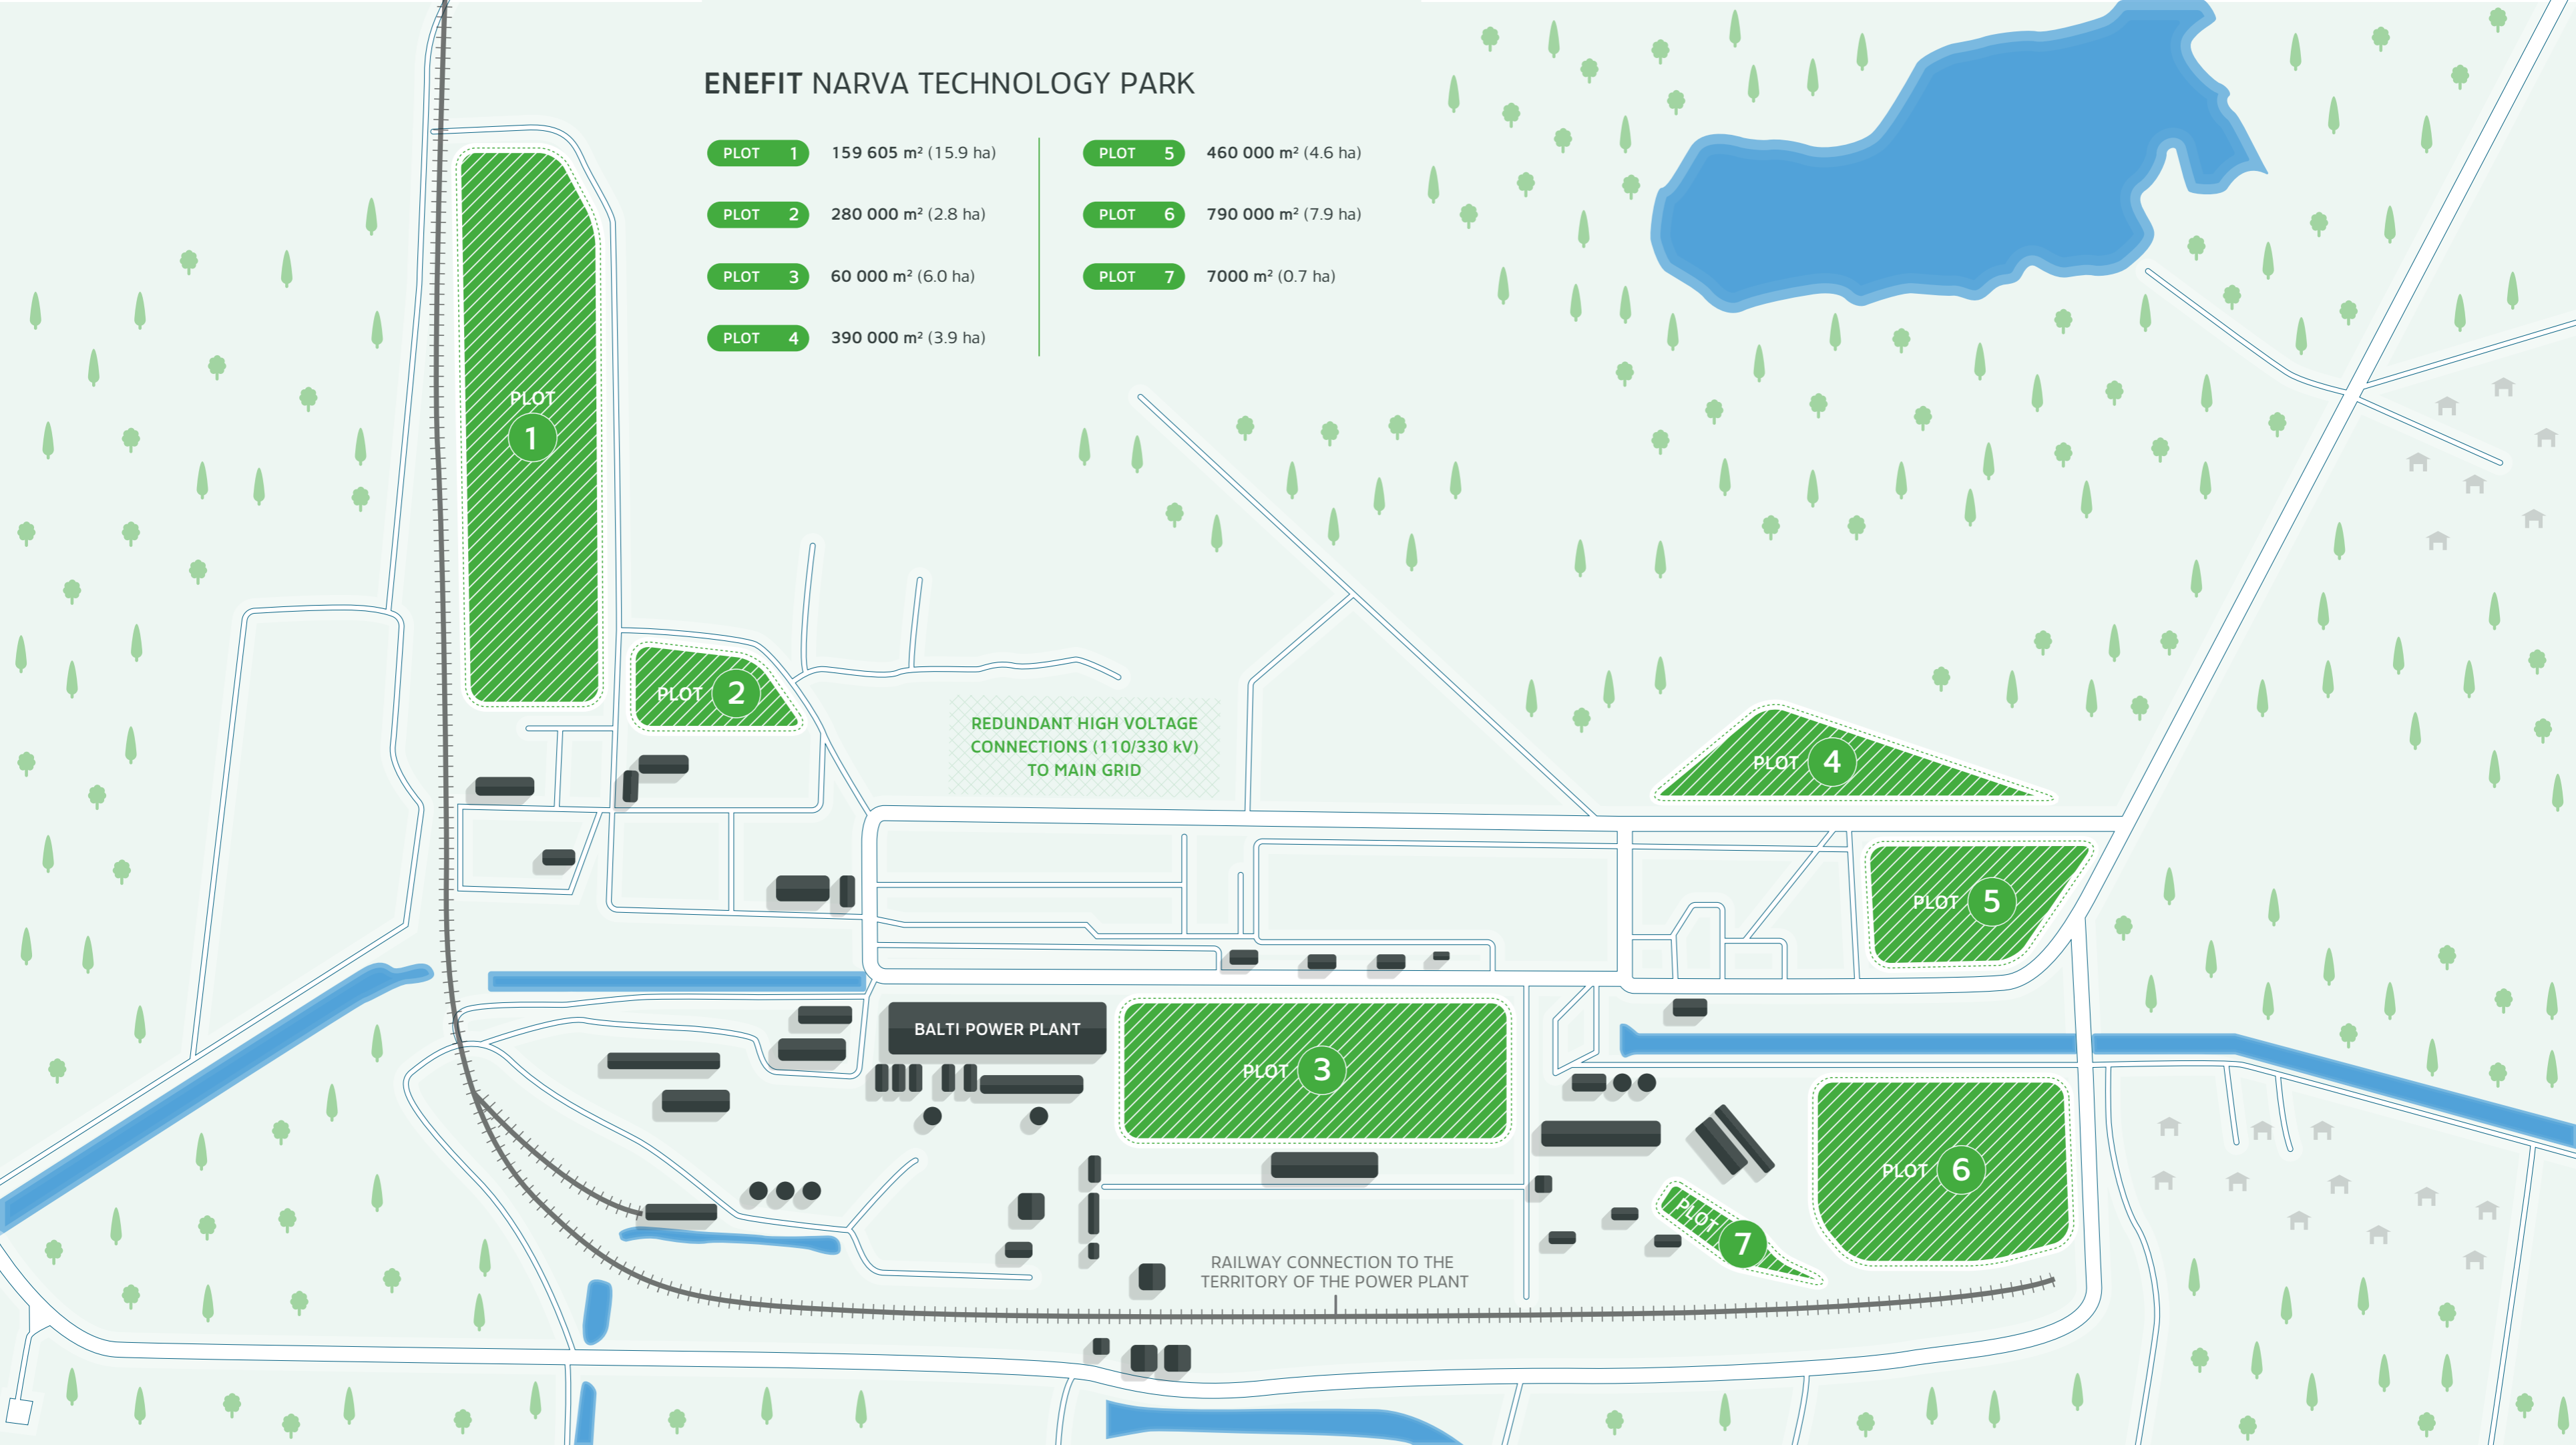 ENEFIT NARVA TECHNOLOGY PARK
PLOT 1 159 605 m² (15.9 ha)
PLOT 2 280 000 m² (2.8 ha)
PLOT 3 60 000 m² (6.0 ha)
PLOT 4 390 000 m² (3.9 ha)
PLOT 5 460 000 m² (4.6 ha)
PLOT 6 790 000 m² (7.9 ha)
PLOT 7 7000 m² (0.7 ha)
PLOT
1
PLOT 2
REDUNDANT HIGH VOLTAGE
CONNECTIONS (110/330 kV)
TO MAIN GRID
PLOT 4
PLOT 5
BALTI POWER PLANT
PLOT 3
PLOT 6
PLOT 7
RAILWAY CONNECTION TO THE
TERRITORY OF THE POWER PLANT